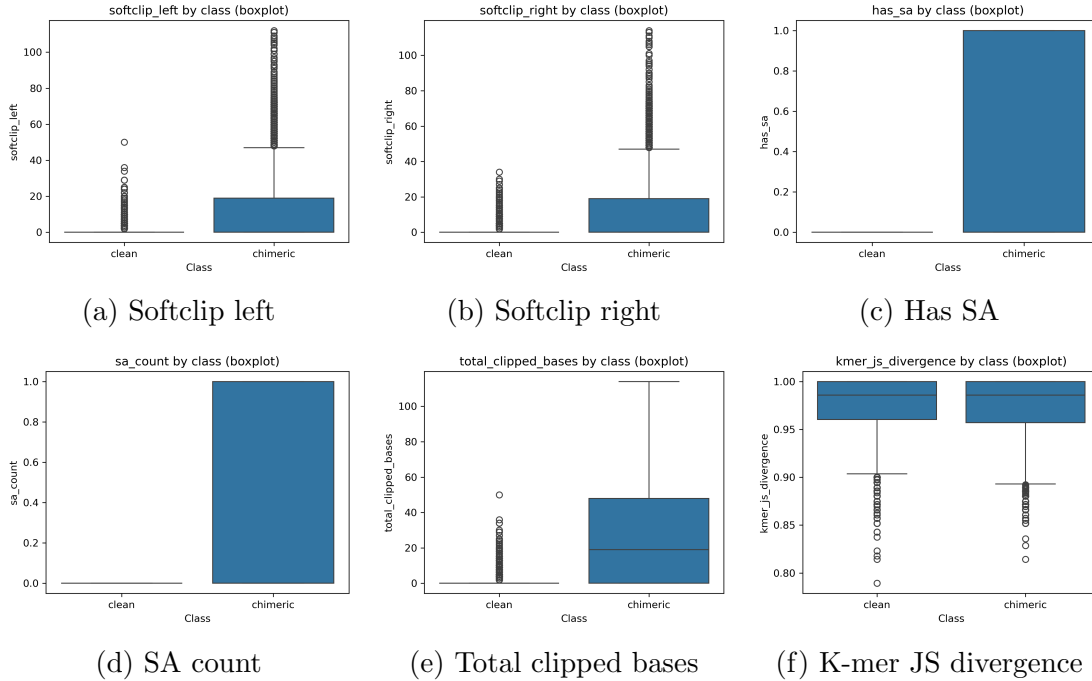 softclip_left by class (boxplot)
softclip_left
100
80
60
40
20
0
clean chimeric
Class
(a) Softclip left
softclip_right by class (boxplot)
softclip_right
100
80
60
40
20
0
clean chimeric
Class
(b) Softclip right
has_sa by class (boxplot)
has_sa
1.0
0.8
0.6
0.4
0.2
0.0
clean chimeric
Class
(c) Has SA
sa_count by class (boxplot)
sa_count
1.0
0.8
0.6
0.4
0.2
0.0
clean chimeric
Class
(d) SA count
total_clipped_bases by class (boxplot)
total_clipped_bases
100
80
60
40
20
0
clean chimeric
Class
(e) Total clipped bases
kmer_js_divergence by class (boxplot)
kmer_js_divergence
1.00
0.95
0.90
0.85
0.80
clean chimeric
Class
(f) K-mer JS divergence